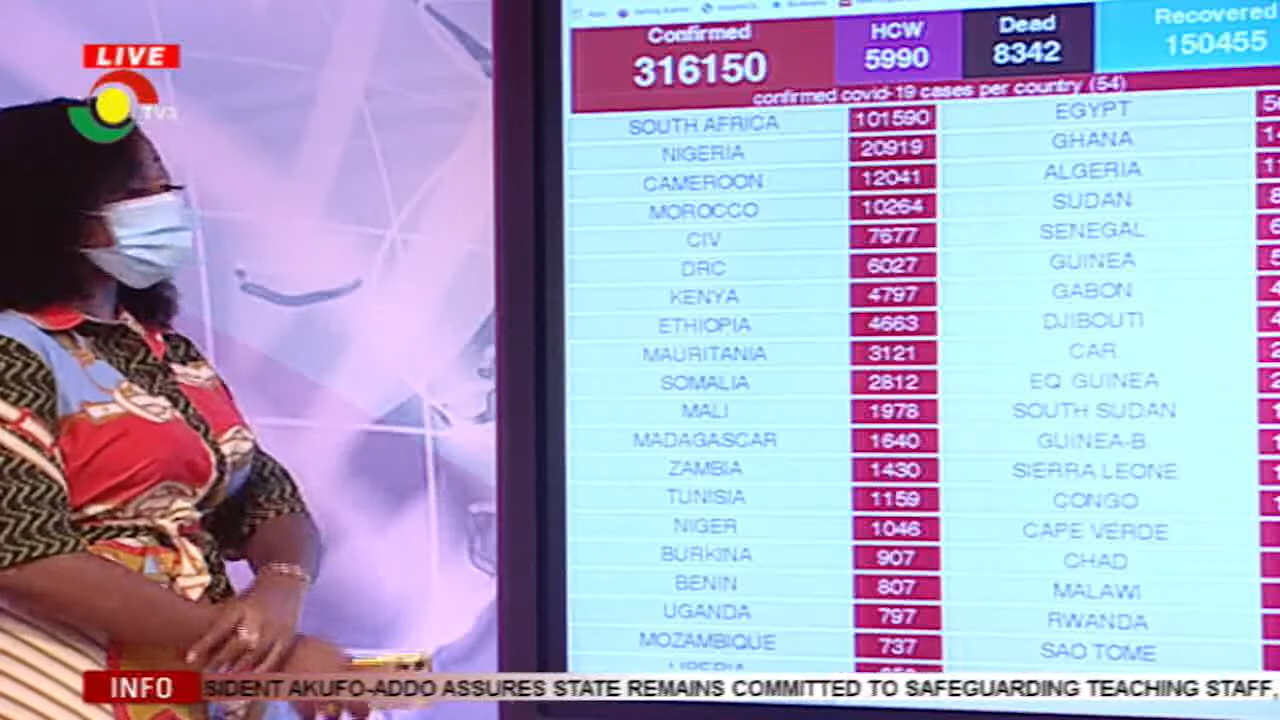 LIVE
TV3
Confirmed
316150
HCW
5990
Dead
8342
Recovered
150455
confirmed covid-19 cases per country (54)
SOUTH AFRICA 101590 EGYPT
NIGERIA 20919 GHANA
CAMEROON 12041 ALGERIA
MOROCCO 10264 SUDAN
CIV 7677 SENEGAL
DRC 6027 GUINEA
KENYA 4797 GABON
ETHIOPIA 4663 DJIBOUTI
MAURITANIA 3121 CAR
SOMALIA 2812 EQ GUINEA
MALI 1978 SOUTH SUDAN
MADAGASCAR 1640 GUINEA-B
ZAMBIA 1430 SIERRA LEONE
TUNISIA 1159 CONGO
NIGER 1046 CAPE VERDE
BURKINA 907 CHAD
BENIN 807 MALAWI
UGANDA 797 RWANDA
MOZAMBIQUE 737 SAO TOME
INFO SIDENT AKUFO-ADDO ASSURES STATE REMAINS COMMITTED TO SAFEGUARDING TEACHING STAFF,